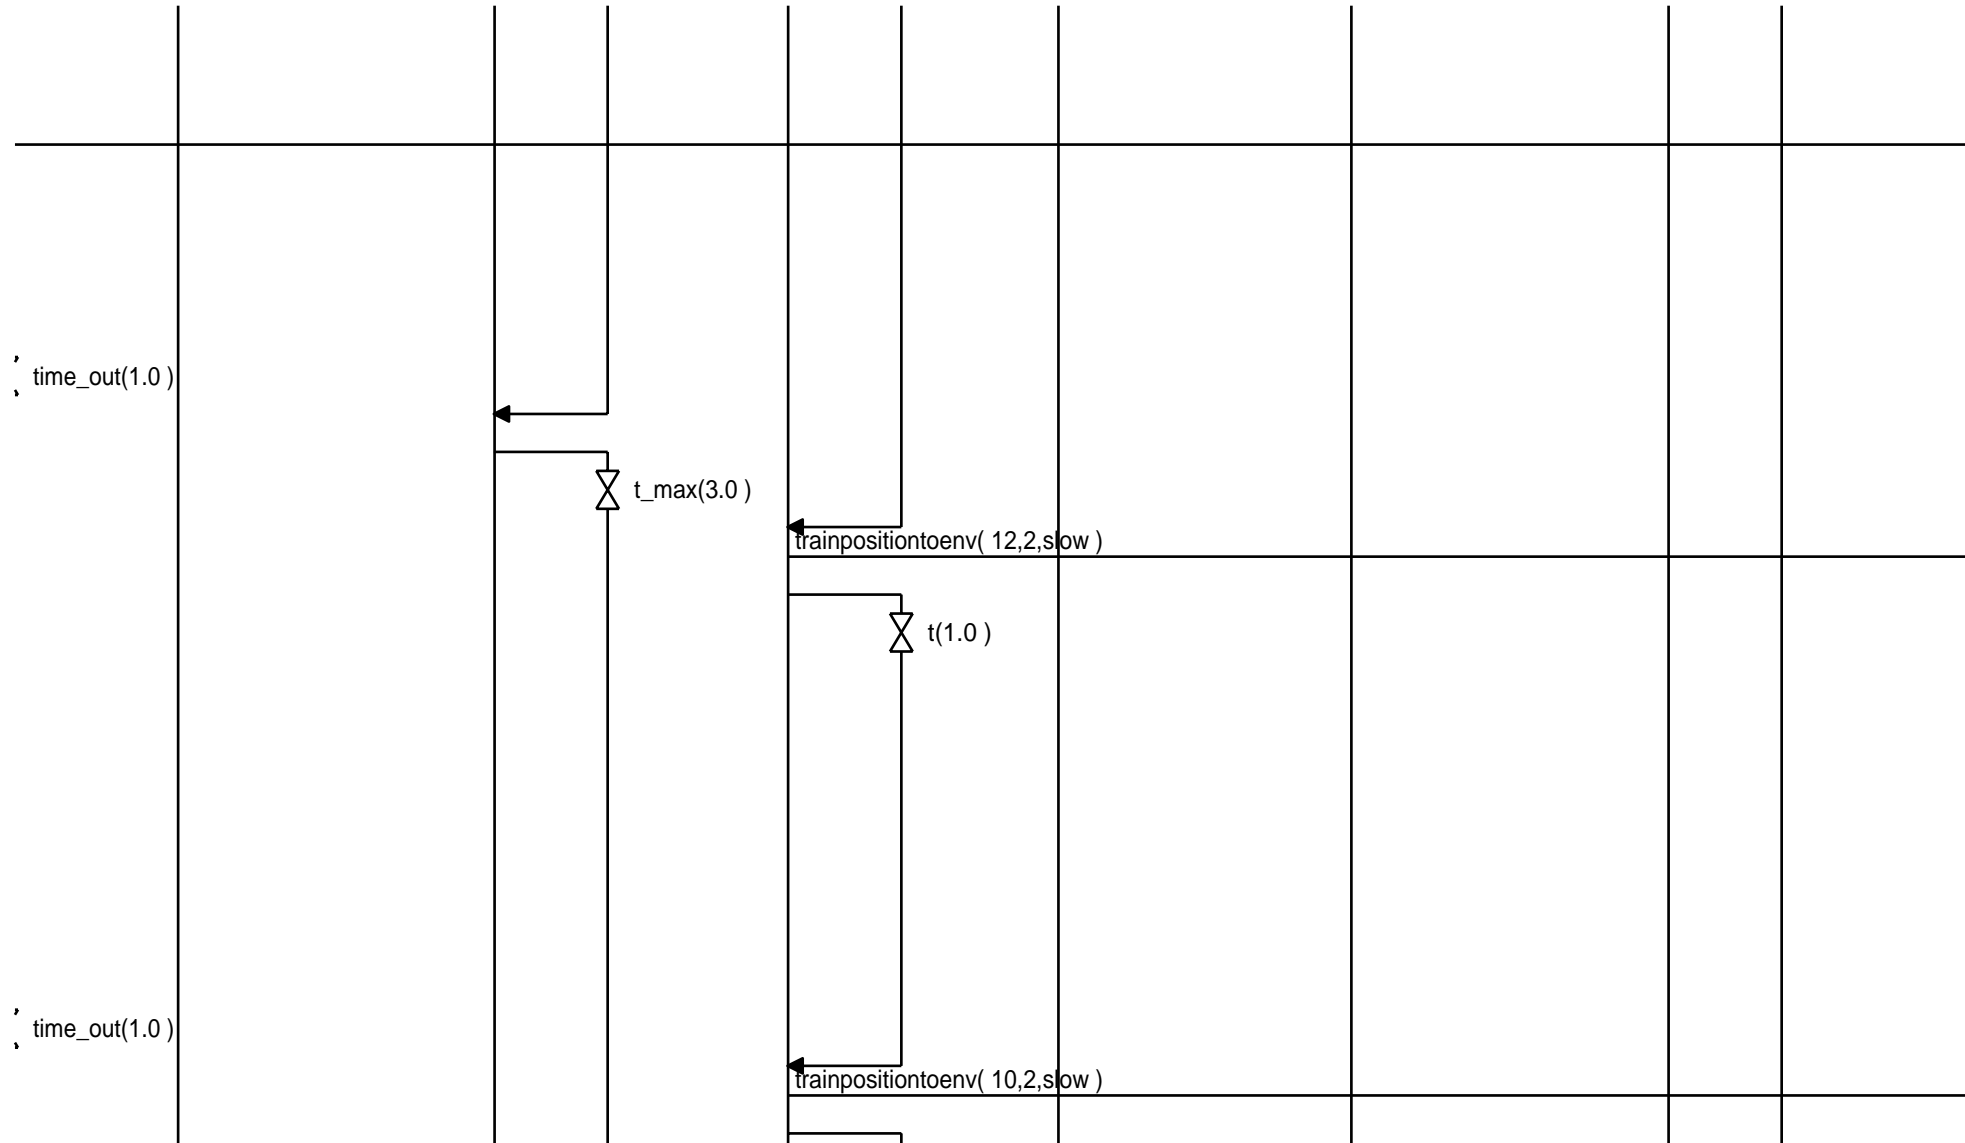 time_out(1.0 )
t_max(3.0 )
trainpositiontoenv( 12,2,slow )
t(1.0 )
time_out(1.0 )
trainpositiontoenv( 10,2,slow )